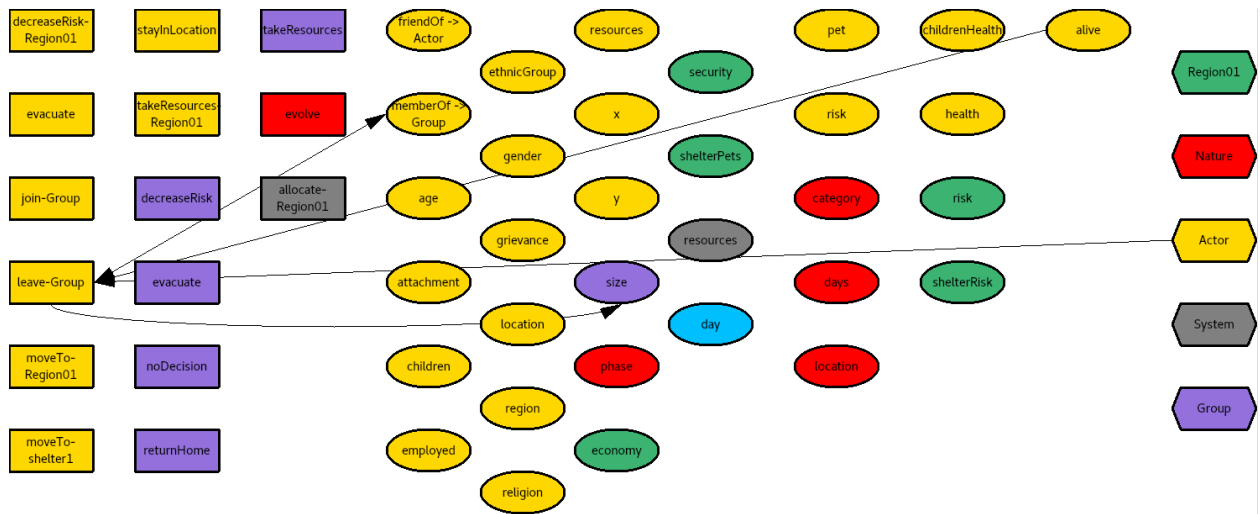 decreaseRisk-
Region01
stayInLocation
takeResources
friendOf ->
Actor
resources
pet
childrenHealth
alive
ethnicGroup
security
Region01
evacuate
takeResources-
Region01
evolve
memberOf ->
Group
x
risk
health
gender
shelterPets
Nature
join-Group
decreaseRisk
allocate-
Region01
age
y
category
risk
grievance
resources
Actor
leave-Group
evacuate
attachment
size
days
shelterRisk
location
day
System
moveTo-
Region01
noDecision
children
phase
location
region
Group
moveTo-
shelter1
returnHome
employed
economy
religion